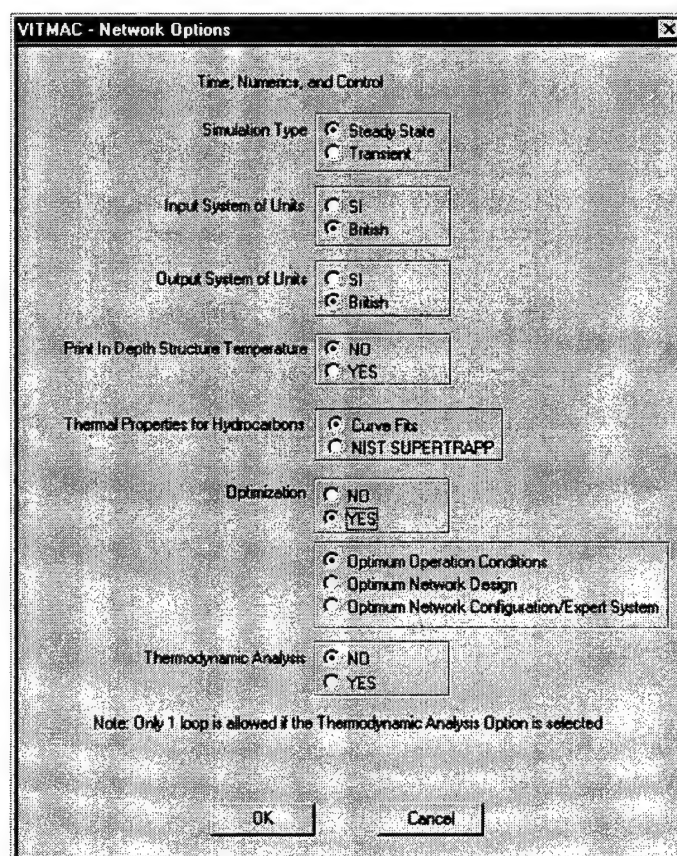 VITMAC - Network Options
Time, Numerics, and Control
Simulation Type
Steady State
Transient
Input System of Units
SI
British
Output System of Units
SI
British
Print In Depth Structure Temperature
NO
YES
Thermal Properties for Hydrocarbons
Curve Fits
NIST SUPERTRAPP
Optimization
NO
YES
Optimum Operation Conditions
Optimum Network Design
Optimum Network Configuration/Expert System
Thermodynamic Analysis
NO
YES
Note: Only 1 loop is allowed if the Thermodynamic Analysis Option is selected
OK
Cancel